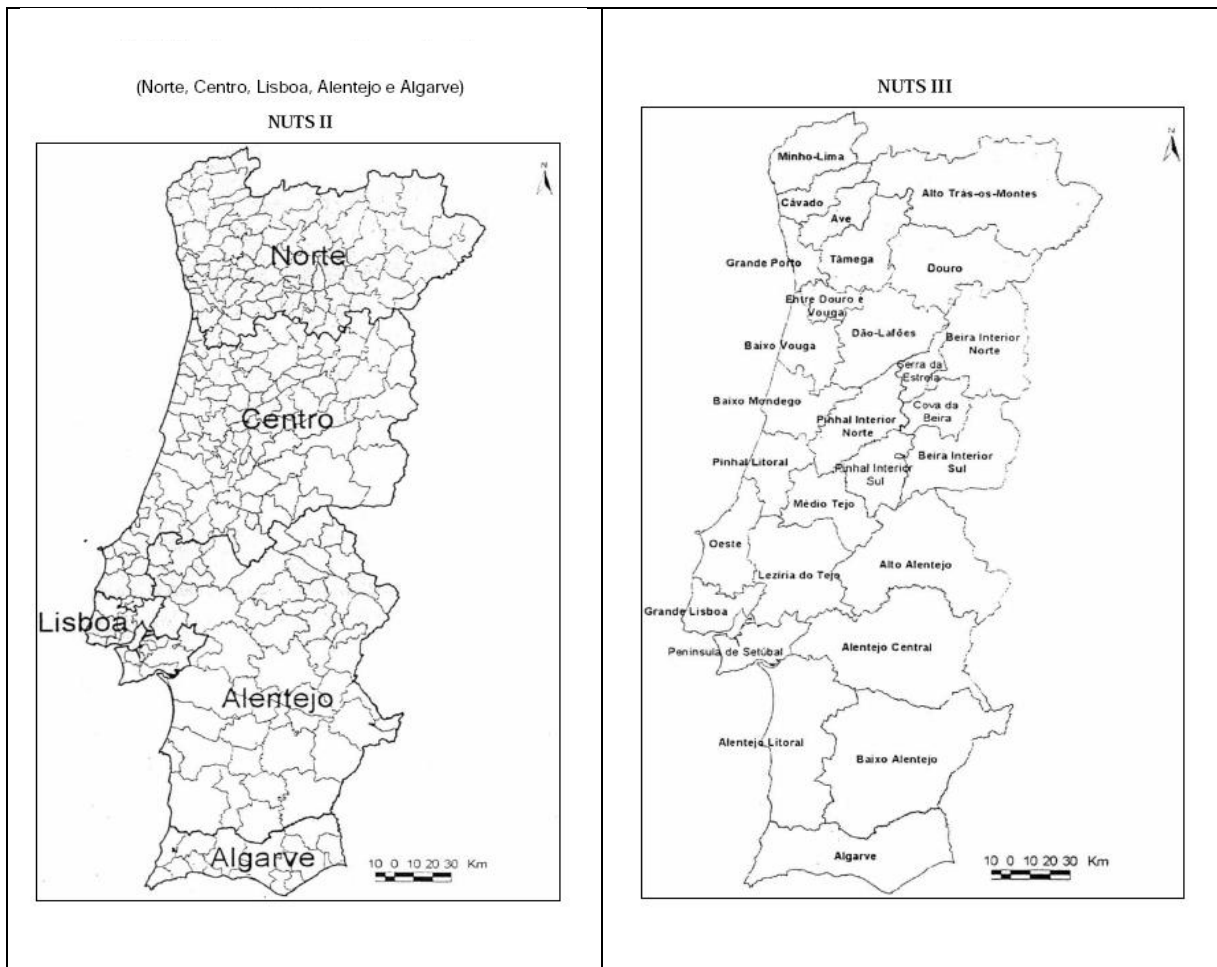 (Norte, Centro, Lisboa, Alentejo e Algarve)
NUTS II
N
Norte
Centro
Lisboa
Alentejo
Algarve
10 0 10 20 30 Km
NUTS III
N
Minho-Lima
Alto Trás-os-Montes
Cávado
Ave
Grande Porto
Tâmega
Douro
Entre Douro e
Vouga
Dão-Lafões
Baixo Vouga
Beira Interior
Norte
Serra da
Estrela
Baixo Mondego
Cova da
Beira
Pinhal Interior
Norte
Pinhal Litoral
Beira Interior
Sul
Pinhal Interior
Sul
Médio Tejo
Oeste
Lezíria do Tejo
Alto Alentejo
Grande Lisboa
Península de Setúbal
Alentejo Central
Alentejo Litoral
Baixo Alentejo
Algarve
10 0 10 20 30 Km